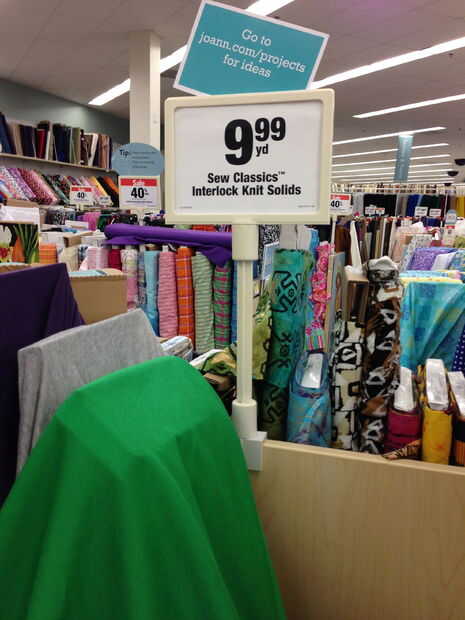 Go to
joann.com/projects
for ideas
9.99
yd
Sew Classics™
Interlock Knit Solids
Tip:
40%
40%
40%